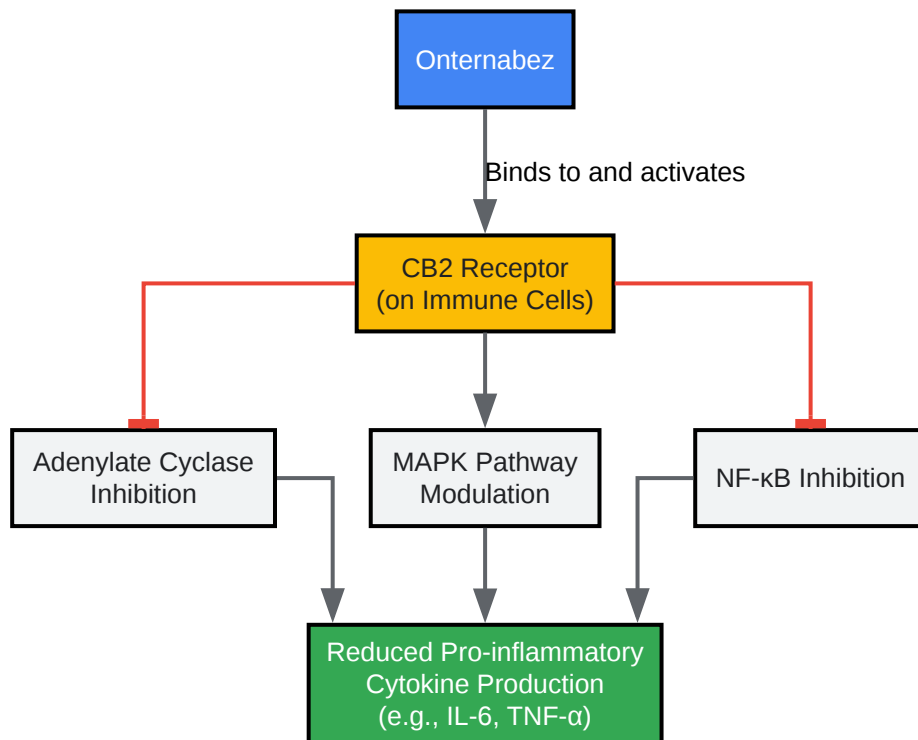 Onternabez
Binds to and activates
CB2 Receptor
(on Immune Cells)
Adenylate Cyclase
Inhibition
MAPK Pathway
Modulation
NF-κB Inhibition
Reduced Pro-inflammatory
Cytokine Production
(e.g., IL-6, TNF-α)